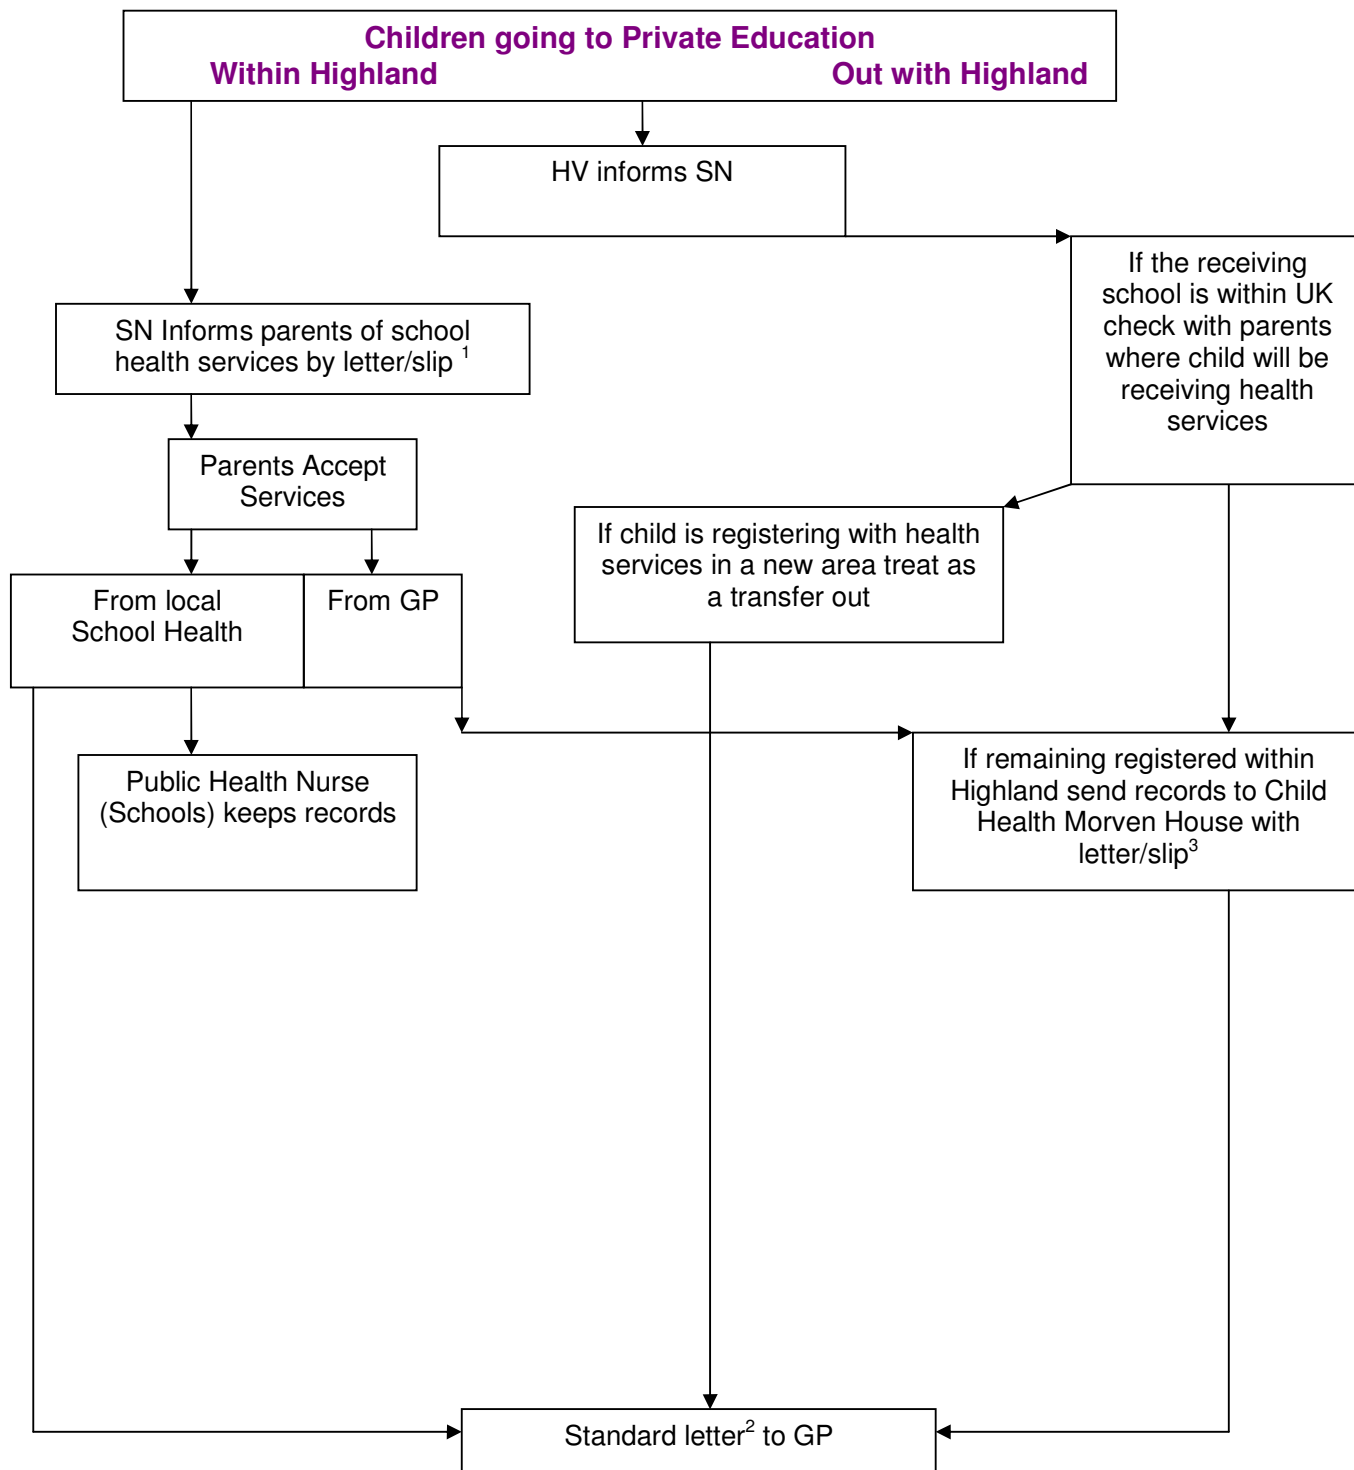 Children going to Private Education
Within Highland Out with Highland
HV informs SN
If the receiving
school is within UK
check with parents
where child will be
receiving health
services
SN Informs parents of school
health services by letter/slip 1
Parents Accept
Services
If child is registering with health
services in a new area treat as
a transfer out
From local
School Health
From GP
Public Health Nurse
(Schools) keeps records
If remaining registered within
Highland send records to Child
Health Morven House with
letter/slip3
Standard letter2 to GP